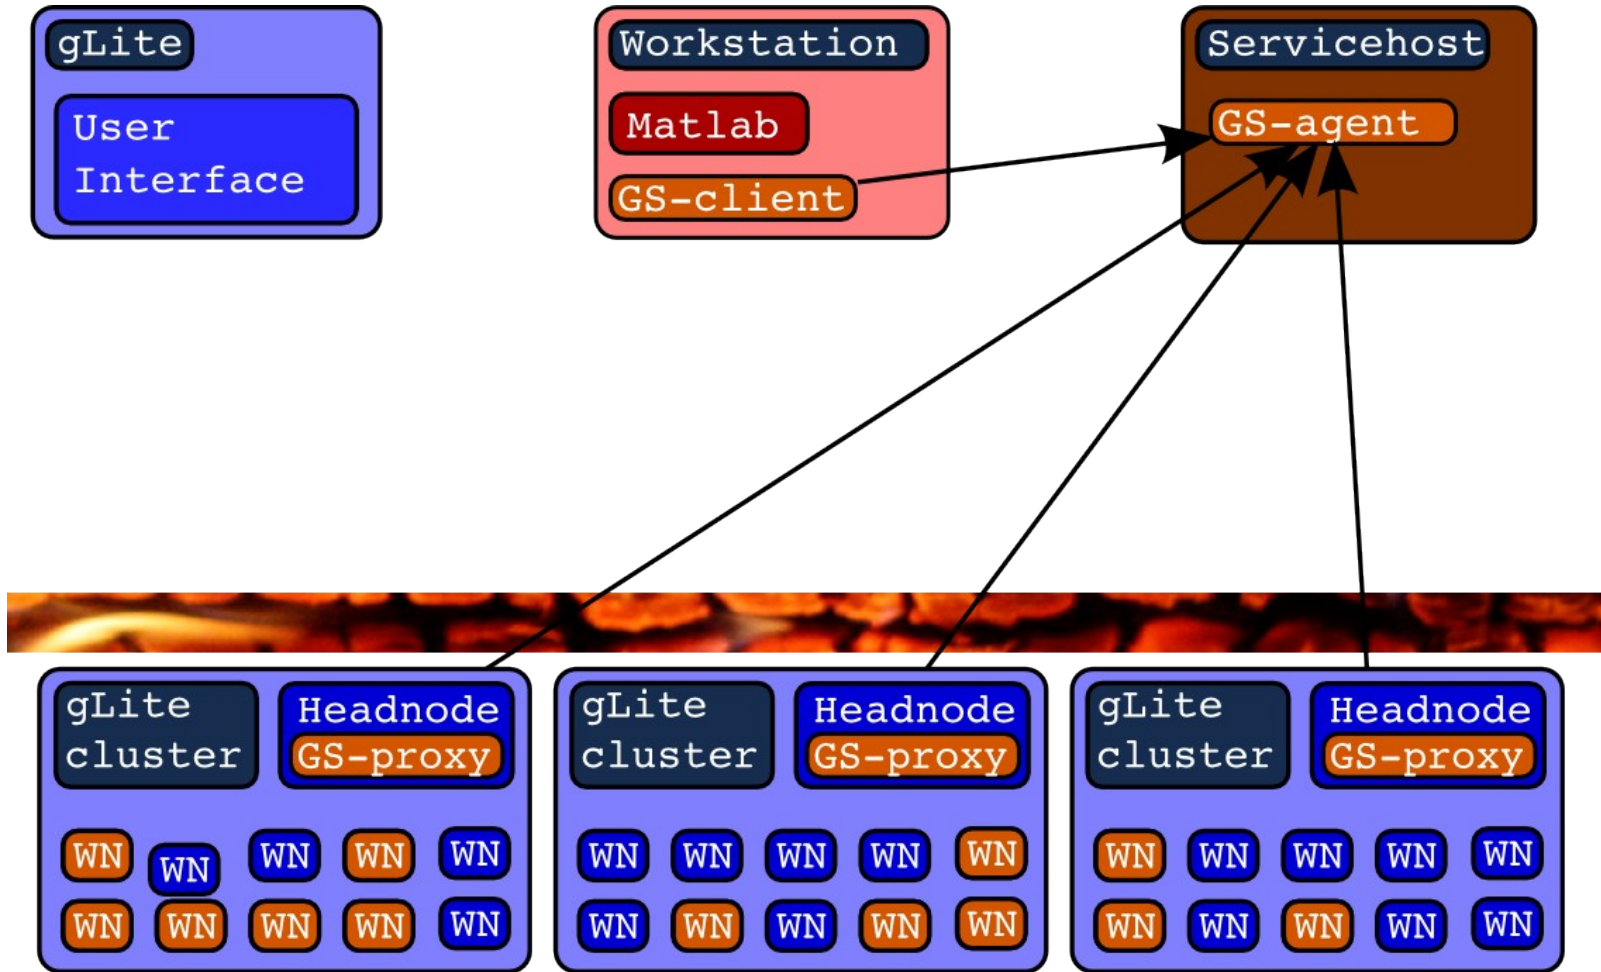 gLite
User
Interface
Workstation
Matlab
GS-client
Servicehost
GS-agent
gLite
cluster
Headnode
GS-proxy
WN WN WN WN WN
WN WN WN WN WN
gLite
cluster
Headnode
GS-proxy
WN WN WN WN WN
WN WN WN WN WN
gLite
cluster
Headnode
GS-proxy
WN WN WN WN WN
WN WN WN WN WN